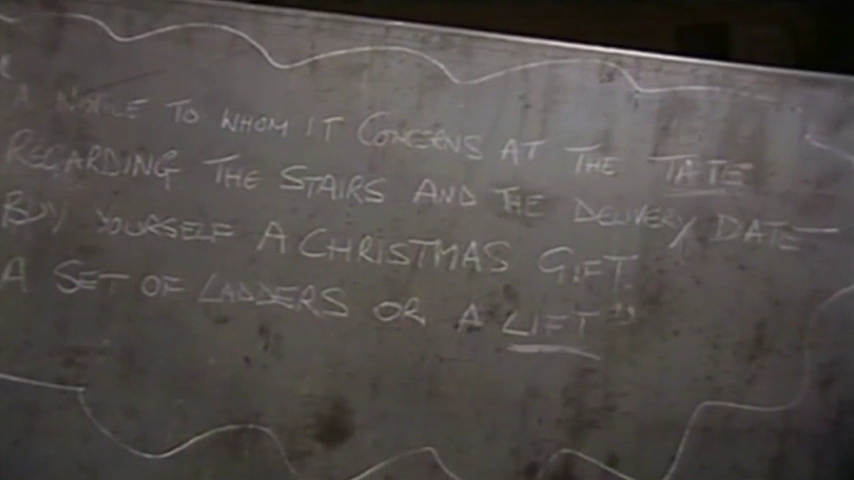 A NOTICE TO WHOM IT CONCERNS AT THE TATE
REGARDING THE STAIRS AND THE DELIVERY DATE
BUY YOURSELF A CHRISTMAS GIFT.
A SET OF LADDERS OR A LIFT"